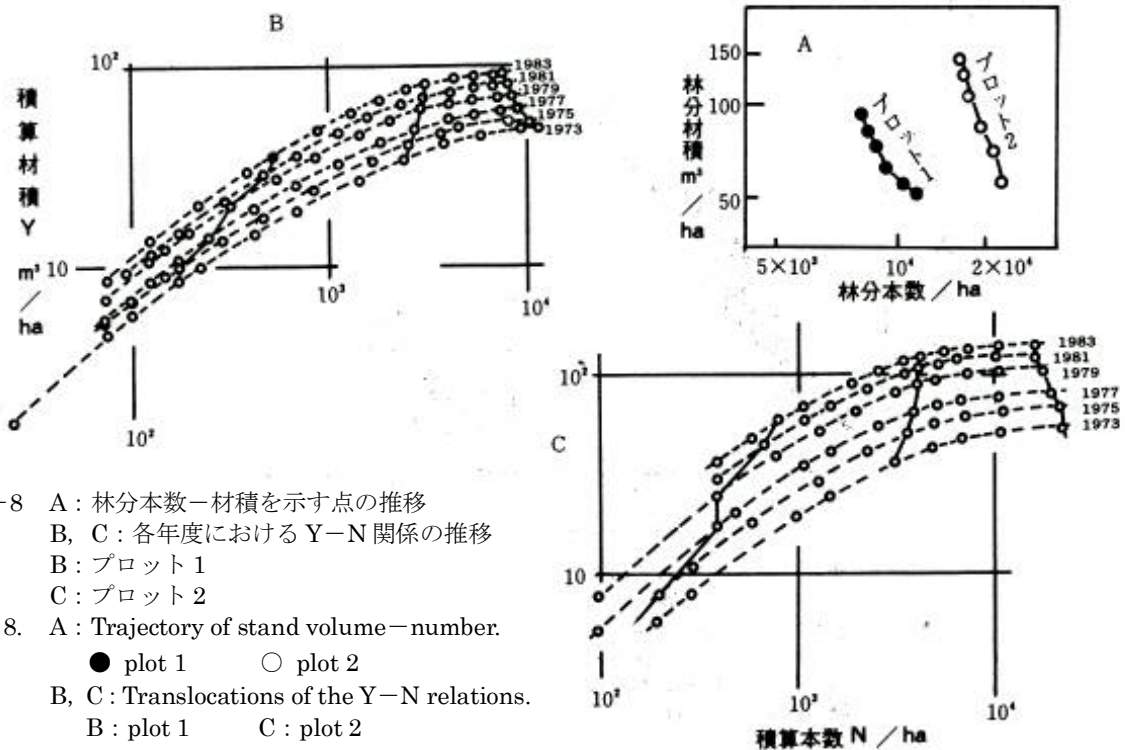 B
10²
積算材積 Y m³/ha
10
10²
10³
10⁴
1983
1981
1979
1977
1975
1973
A
150
100
50
林分材積 m³/ha
プロット1
プロット2
5×10³
10⁴
2×10⁴
林分本数/ha
C
10²
10
10²
10³
10⁴
1983
1981
1979
1977
1975
1973
積算本数 N /ha
-8 A:林分本数-材積を示す点の推移
B, C:各年度におけるY-N関係の推移
B:プロット1
C:プロット2
8. A : Trajectory of stand volume-number.
● plot 1 ○ plot 2
B, C : Translocations of the Y-N relations.
B : plot 1 C : plot 2